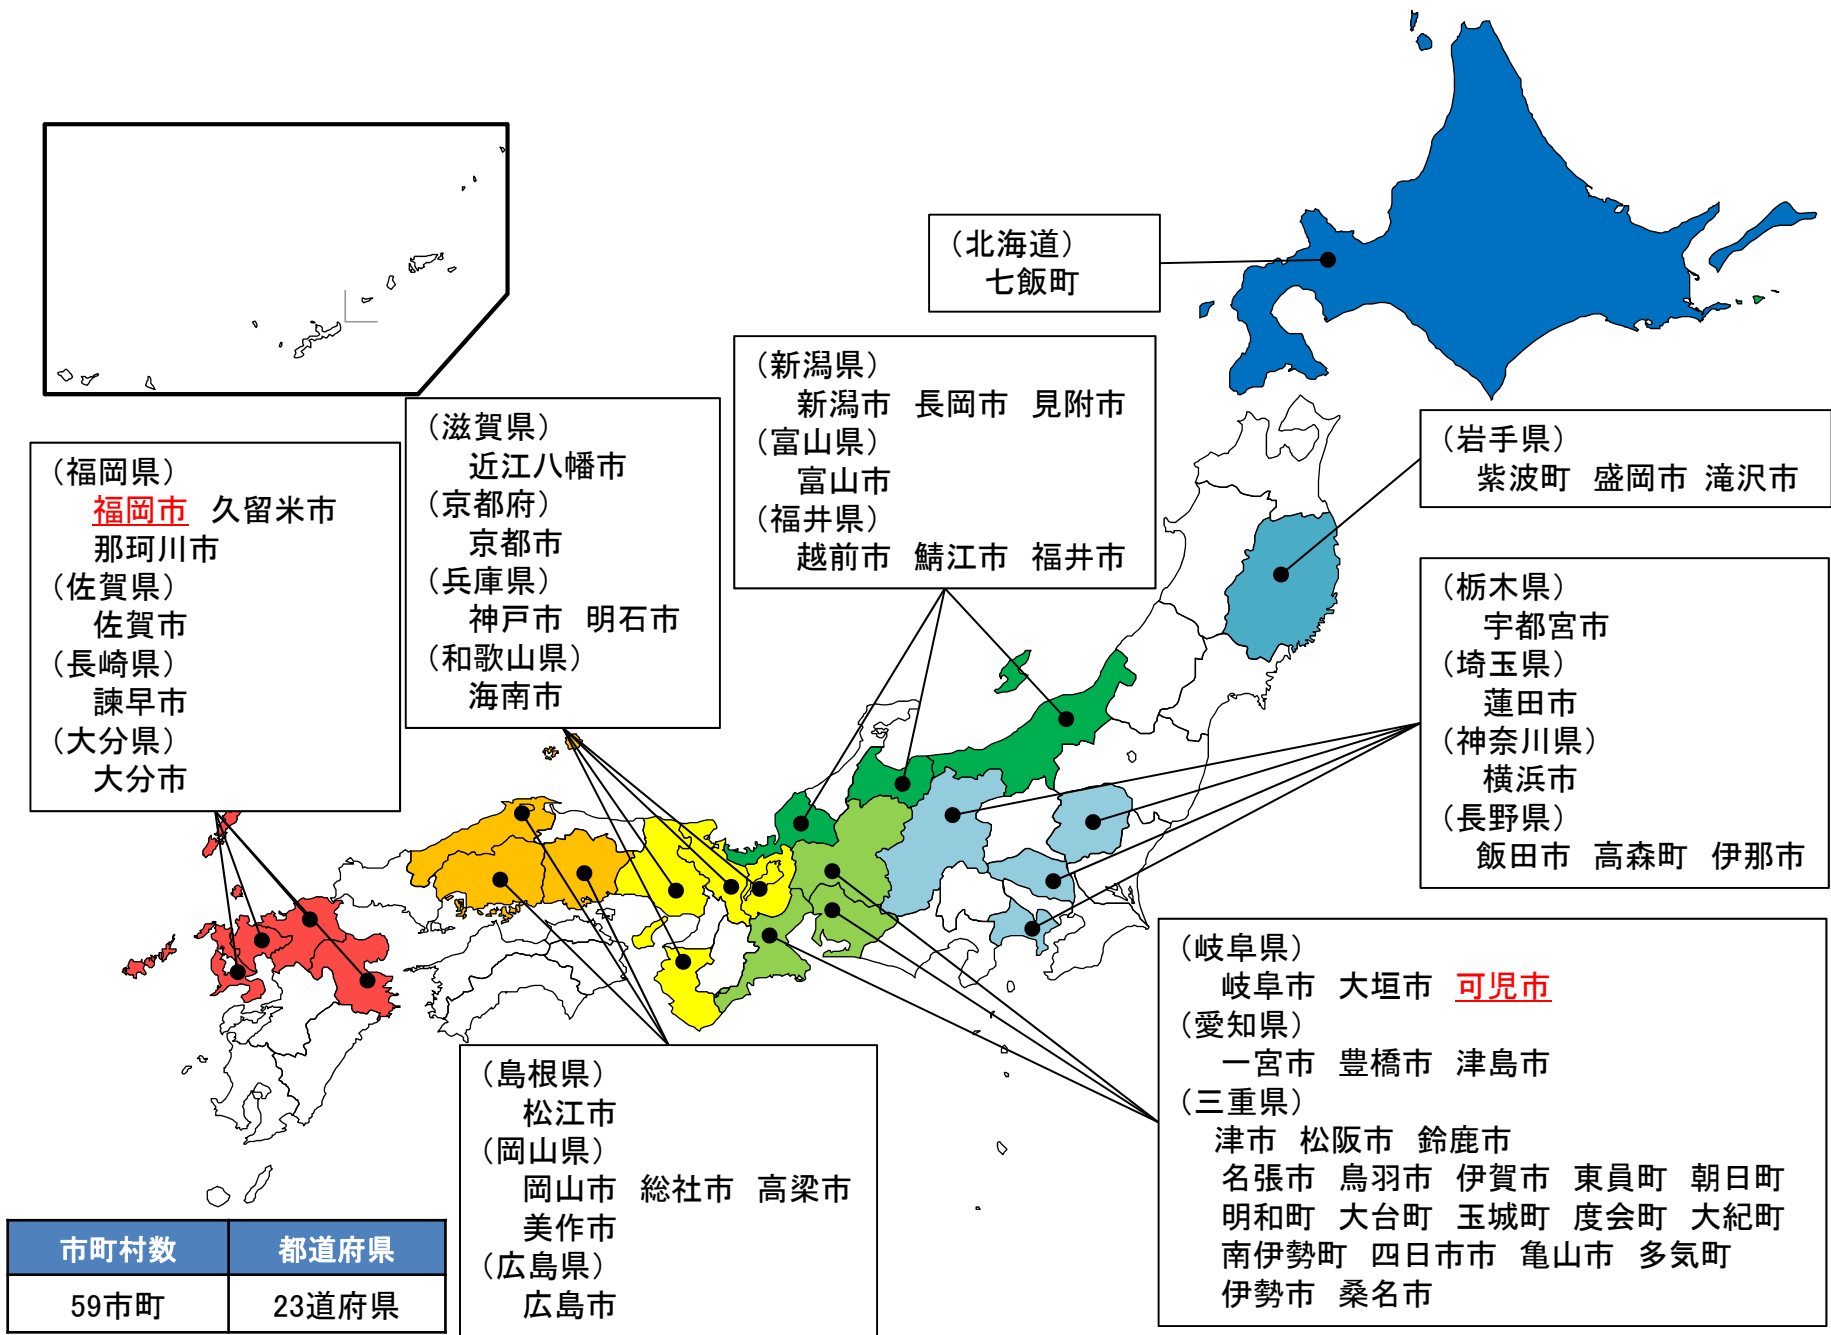 （北海道）
七飯町
（新潟県）
新潟市　長岡市　見附市
（富山県）
富山市
（福井県）
越前市　鯖江市　福井市
（滋賀県）
近江八幡市
（京都府）
京都市
（兵庫県）
神戸市　明石市
（和歌山県）
海南市
（福岡県）
福岡市　久留米市
那珂川市
（佐賀県）
佐賀市
（長崎県）
諫早市
（大分県）
大分市
（岩手県）
紫波町　盛岡市　滝沢市
（栃木県）
宇都宮市
（埼玉県）
蓮田市
（神奈川県）
横浜市
（長野県）
飯田市　高森町　伊那市
（岐阜県）
岐阜市　大垣市　可児市
（愛知県）
一宮市　豊橋市　津島市
（三重県）
津市　松阪市　鈴鹿市
名張市　鳥羽市　伊賀市　東員町　朝日町
明和町　大台町　玉城町　度会町　大紀町
南伊勢町　四日市市　亀山市　多気町
伊勢市　桑名市
（島根県）
松江市
（岡山県）
岡山市　総社市　高梁市
美作市
（広島県）
広島市
市町村数　都道府県
59市町　23道府県